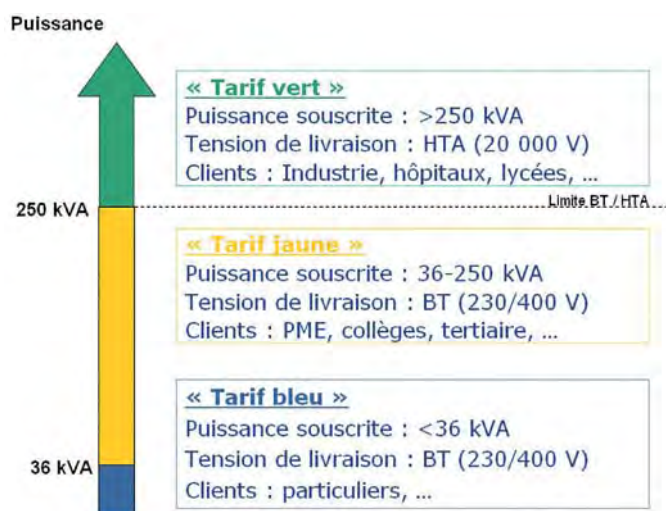 Puissance
« Tarif vert »
Puissance souscrite : >250 kVA
Tension de livraison : HTA (20 000 V)
Clients : Industrie, hôpitaux, lycées, ...
250 kVA
Limite BT / HTA
« Tarif jaune »
Puissance souscrite : 36-250 kVA
Tension de livraison : BT (230/400 V)
Clients : PME, collèges, tertiaire, ...
« Tarif bleu »
Puissance souscrite : <36 kVA
Tension de livraison : BT (230/400 V)
36 kVA
Clients : particuliers, ...